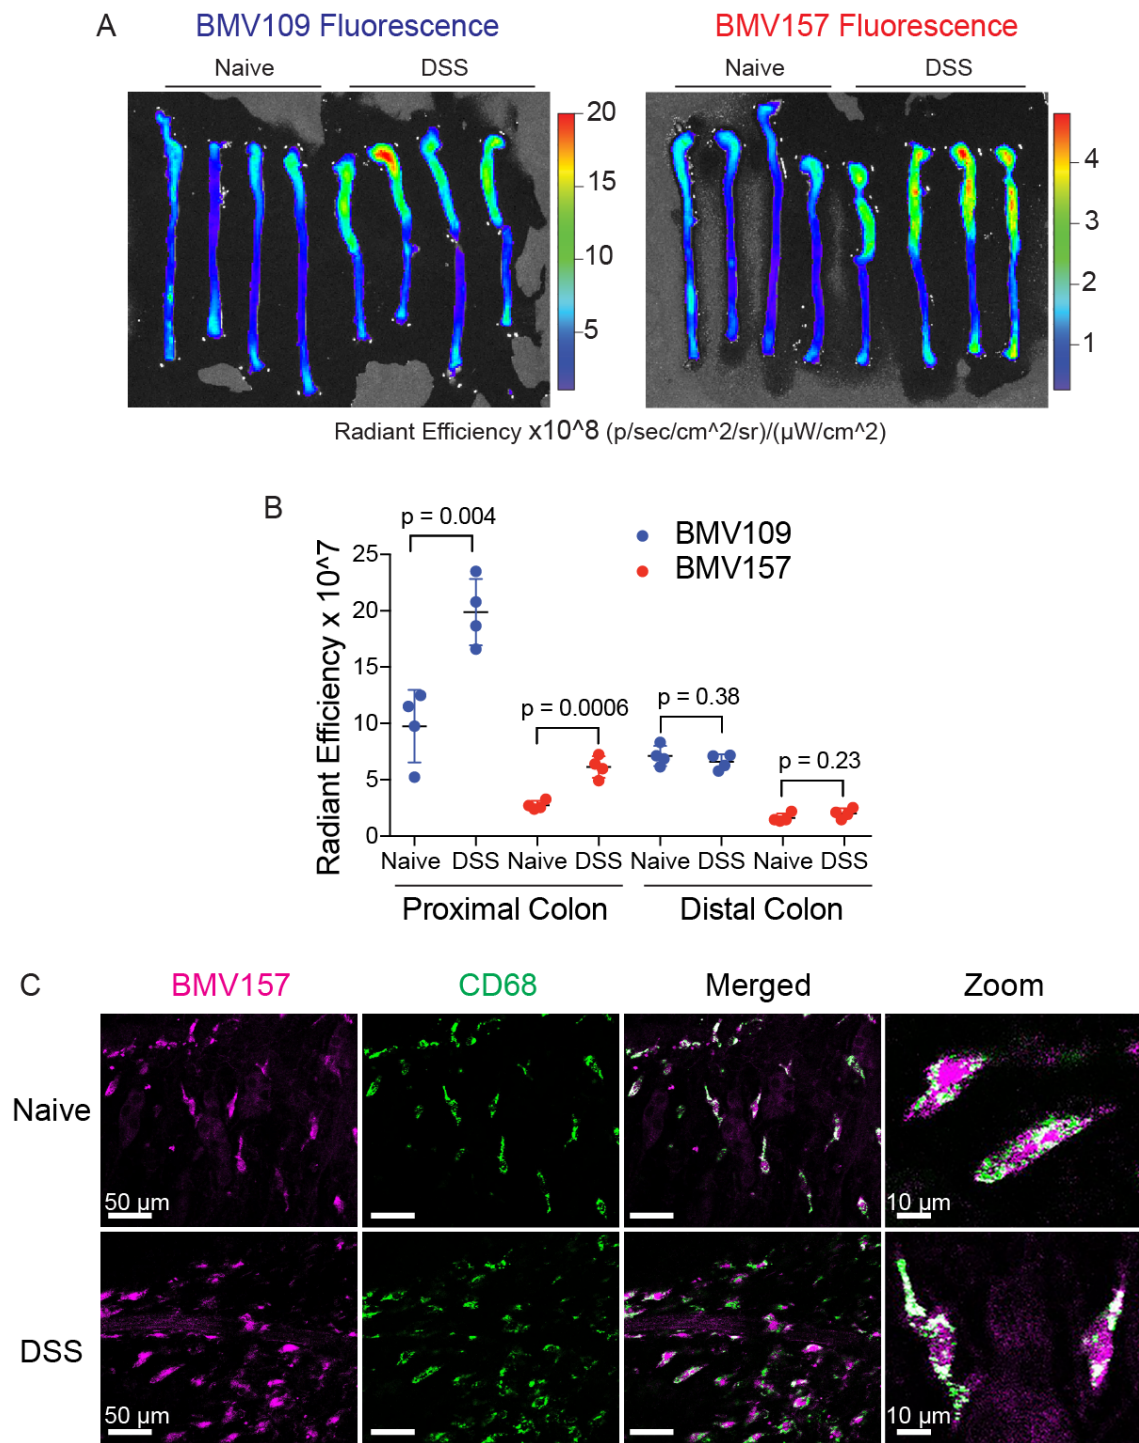 A
BMV109 Fluorescence
BMV157 Fluorescence
Naive DSS
Naive DSS
20
15
10
5
4
3
2
1
Radiant Efficiency x10^8 (p/sec/cm^2/sr)/(µW/cm^2)
B
p = 0.004
BMV109
BMV157
Radiant Efficiency x 10^7
25
20
15
10
5
0
p = 0.0006
p = 0.38
p = 0.23
Naive DSS Naive DSS Naive DSS Naive DSS
Proximal Colon Distal Colon
C
BMV157 CD68 Merged Zoom
Naive
50 µm
10 µm
DSS
50 µm
10 µm